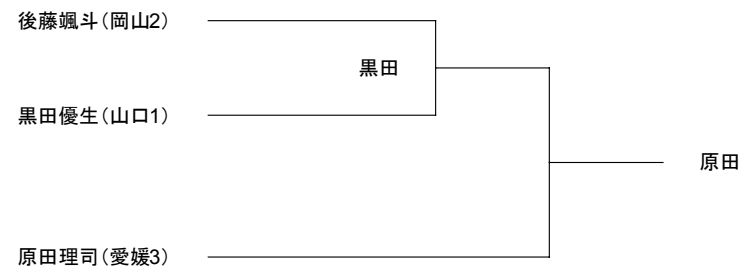 後藤颯斗（岡山2）
黒田
黒田優生（山口1）
原田
原田理司（愛媛3）